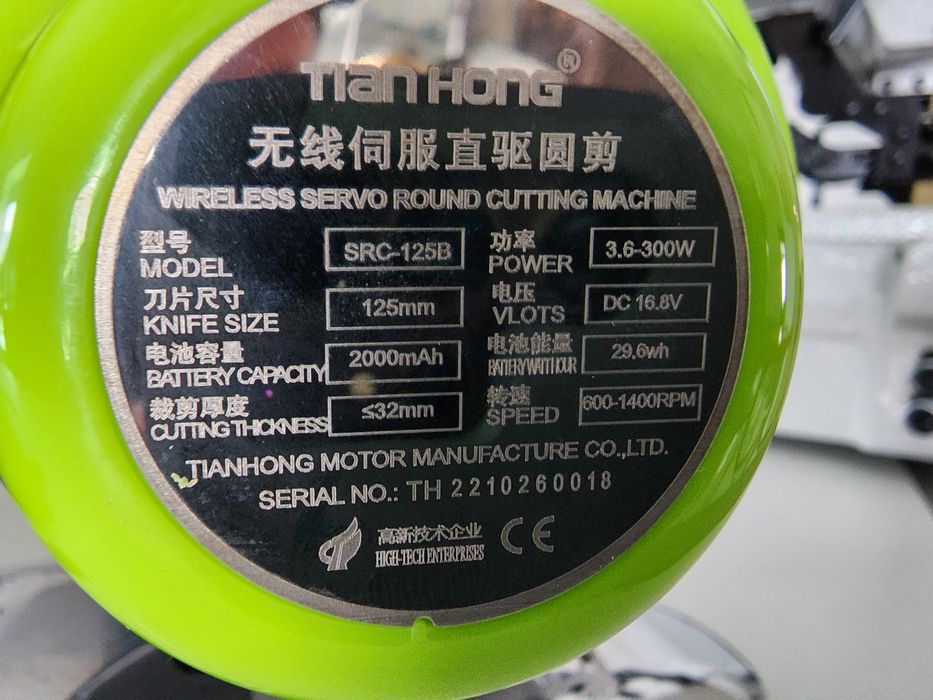 TIAN HONG®
无线伺服直驱圆剪
WIRELESS SERVO ROUND CUTTING MACHINE
型号
MODEL
SRC-125B
功率
POWER
3.6-300W
刀片尺寸
KNIFE SIZE
125mm
电压
VLOTS
DC 16.8V
电池容量
BATTERY CAPACITY
2000mAh
电池能量
BATTERY WATT HOUR
29.6wh
裁剪厚度
CUTTING THICKNESS
≤32mm
转速
SPEED
600-1400RPM
TIANHONG MOTOR MANUFACTURE CO.,LTD.
SERIAL NO.: TH 2210260018
高新技术企业
HIGH-TECH ENTERPRISES
CE